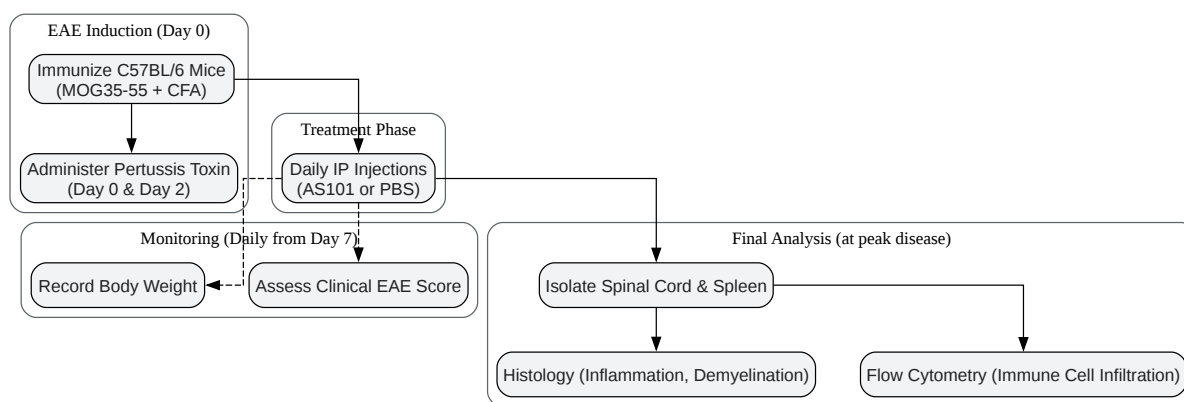 EAE Induction (Day 0)
Immunize C57BL/6 Mice
(MOG35-55 + CFA)
Administer Pertussis Toxin
(Day 0 & Day 2)
Treatment Phase
Daily IP Injections
(AS101 or PBS)
Monitoring (Daily from Day 7)
Record Body Weight
Assess Clinical EAE Score
Final Analysis (at peak disease)
Isolate Spinal Cord & Spleen
Histology (Inflammation, Demyelination)
Flow Cytometry (Immune Cell Infiltration)